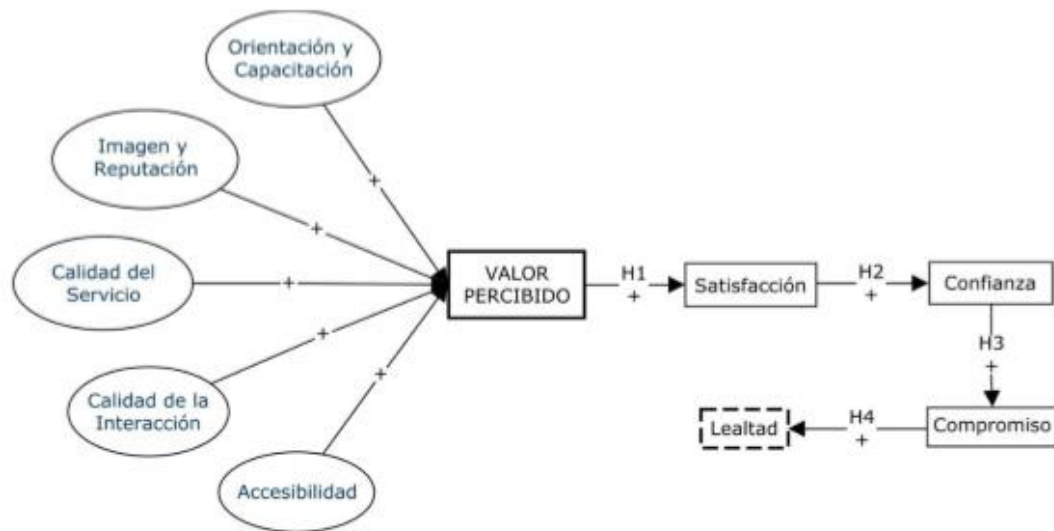 Orientación y
Capacitación
Imagen y
Reputación
+
+
Calidad del
Servicio
+
VALOR
PERCIBIDO
H1
+
Satisfacción
H2
+
Confianza
+
H3
+
Calidad de la
Interacción
+
Lealtad
H4
+
Compromiso
Accesibilidad